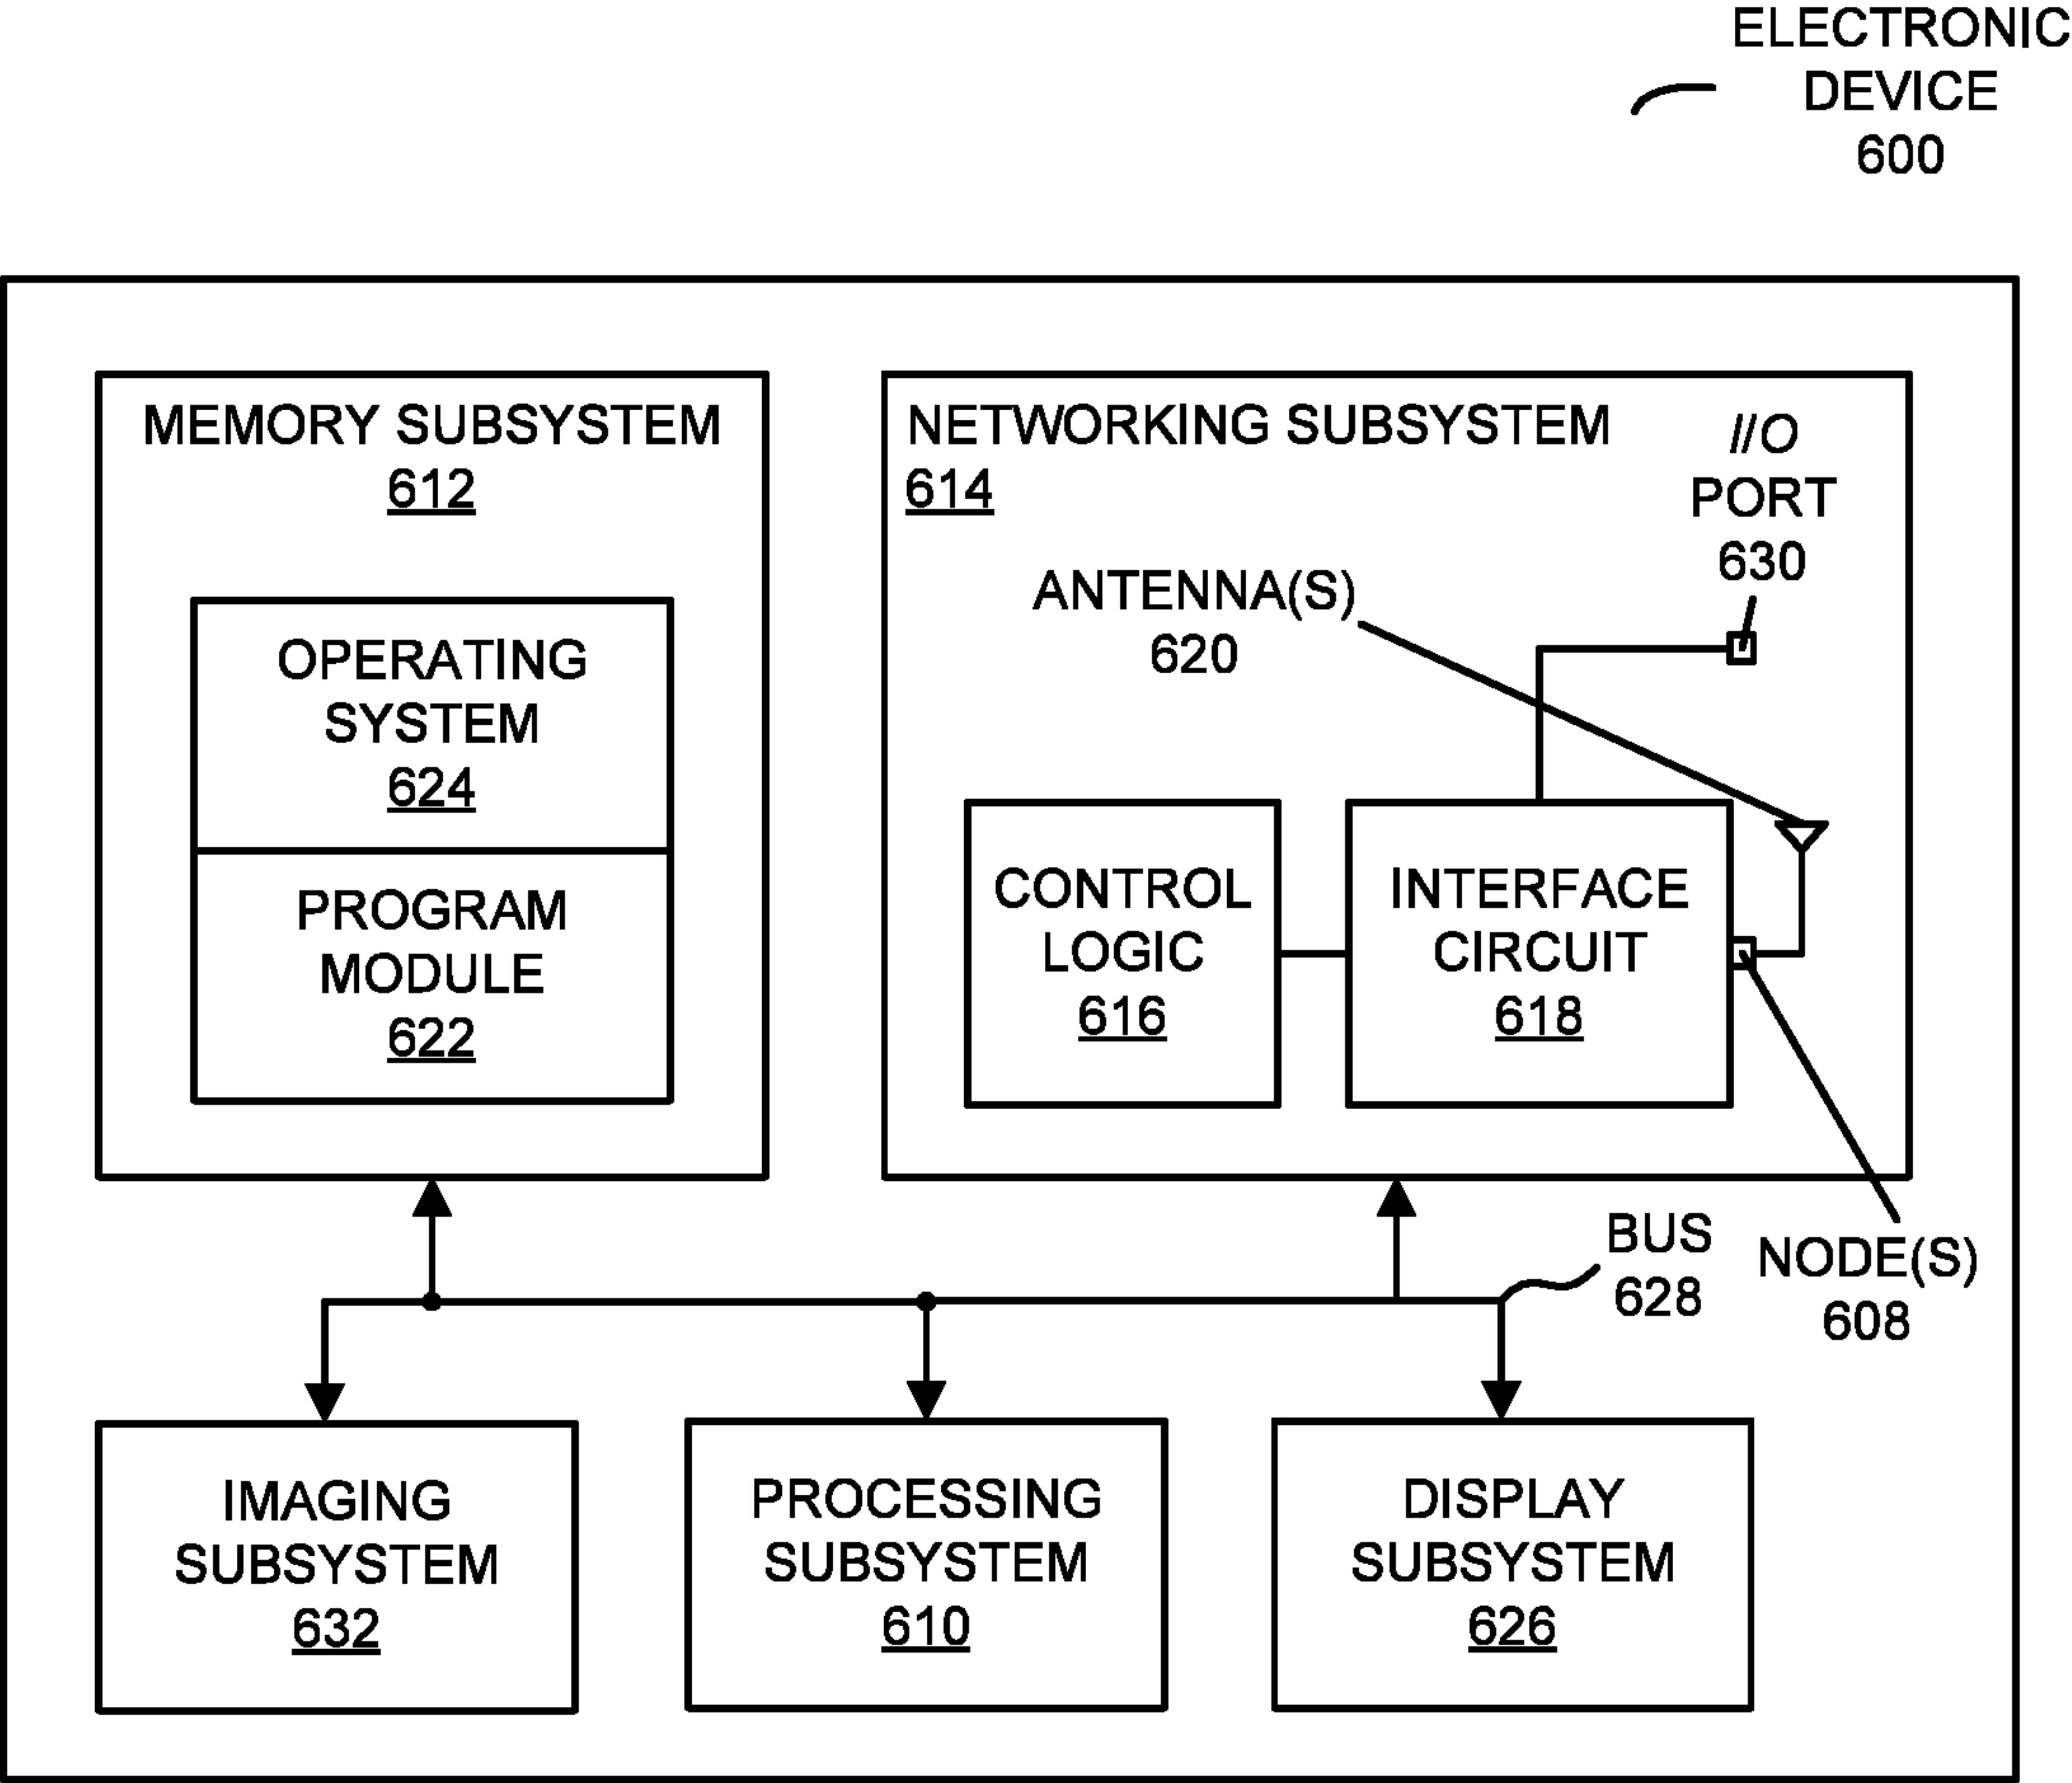 ELECTRONIC
DEVICE
600
MEMORY SUBSYSTEM
612
OPERATING
SYSTEM
624
PROGRAM
MODULE
622
NETWORKING SUBSYSTEM
614
I/O
PORT
630
ANTENNA(S)
620
CONTROL
LOGIC
616
INTERFACE
CIRCUIT
618
BUS
628
NODE(S)
608
IMAGING
SUBSYSTEM
632
PROCESSING
SUBSYSTEM
610
DISPLAY
SUBSYSTEM
626